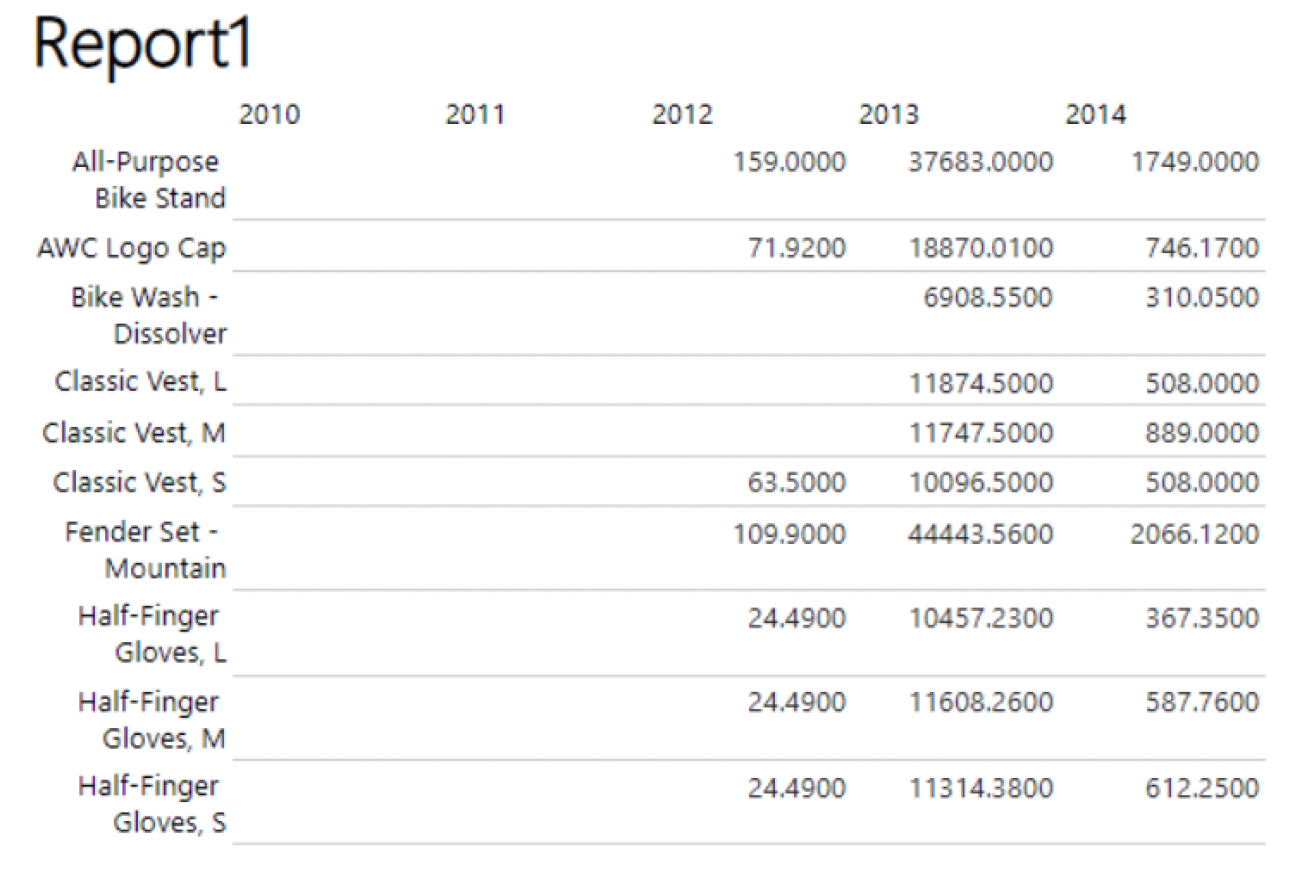 Report1
2010 2011 2012 2013 2014
All-Purpose 159.0000 37683.0000 1749.0000
Bike Stand
AWC Logo Cap 71.9200 18870.0100 746.1700
Bike Wash - 6908.5500 310.0500
Dissolver
Classic Vest, L 11874.5000 508.0000
Classic Vest, M 11747.5000 889.0000
Classic Vest, S 63.5000 10096.5000 508.0000
Fender Set - 109.9000 44443.5600 2066.1200
Mountain
Half-Finger 24.4900 10457.2300 367.3500
Gloves, L
Half-Finger 24.4900 11608.2600 587.7600
Gloves, M
Half-Finger 24.4900 11314.3800 612.2500
Gloves, S